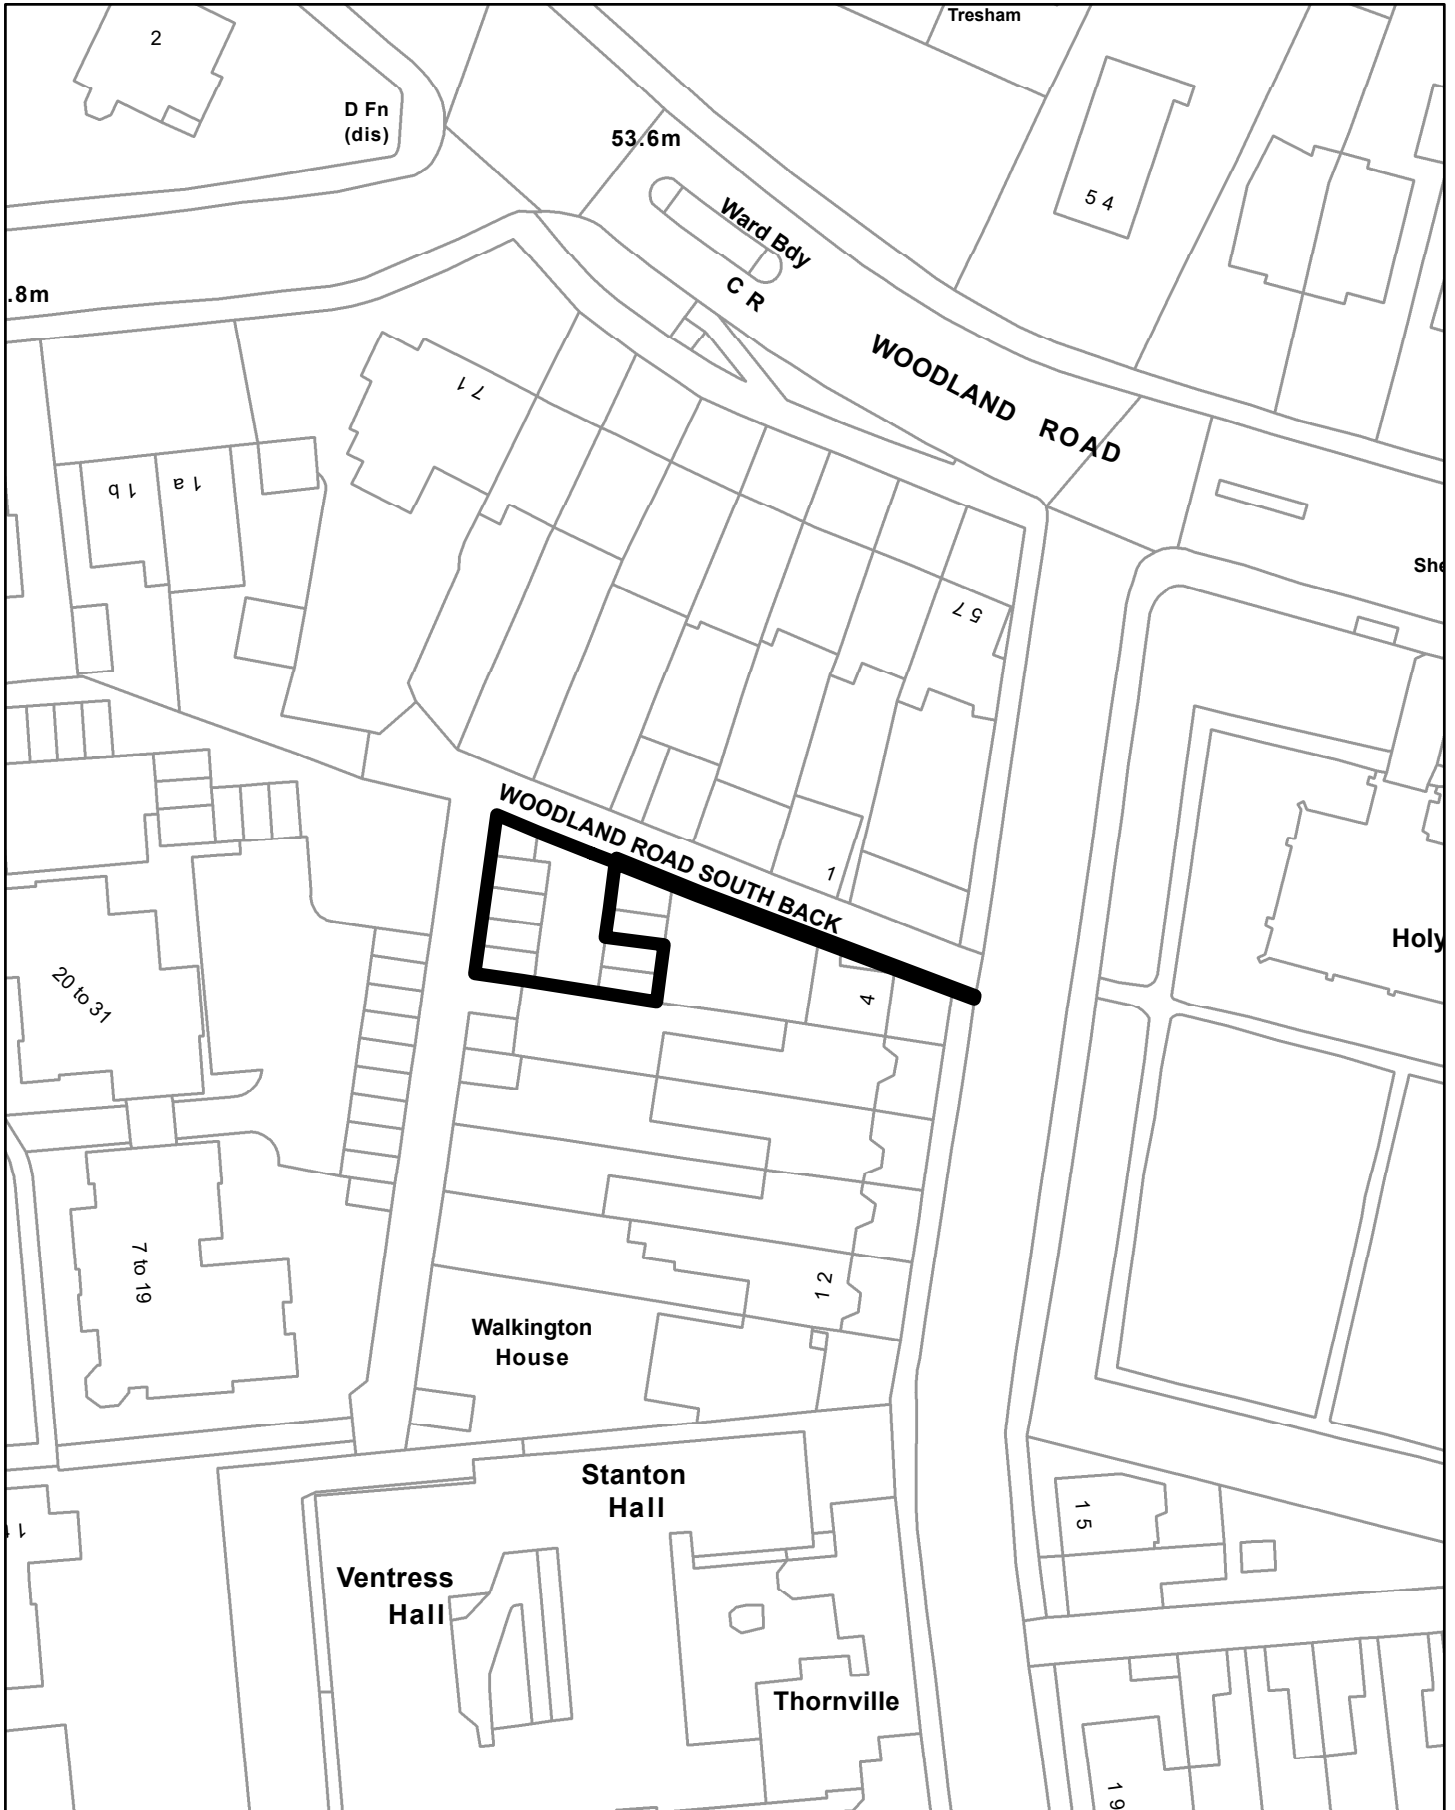 Tresham
2
D Fn
(dis)
53.6m
54
Ward Bdy
C R
.8m
WOODLAND ROAD
71
1b
1a
She
57
WOODLAND ROAD SOUTH BACK
1
Holy
20 to 31
4
7 to 19
12
Walkington
House
Stanton
Hall
15
Ventress
Hall
Thornville
19